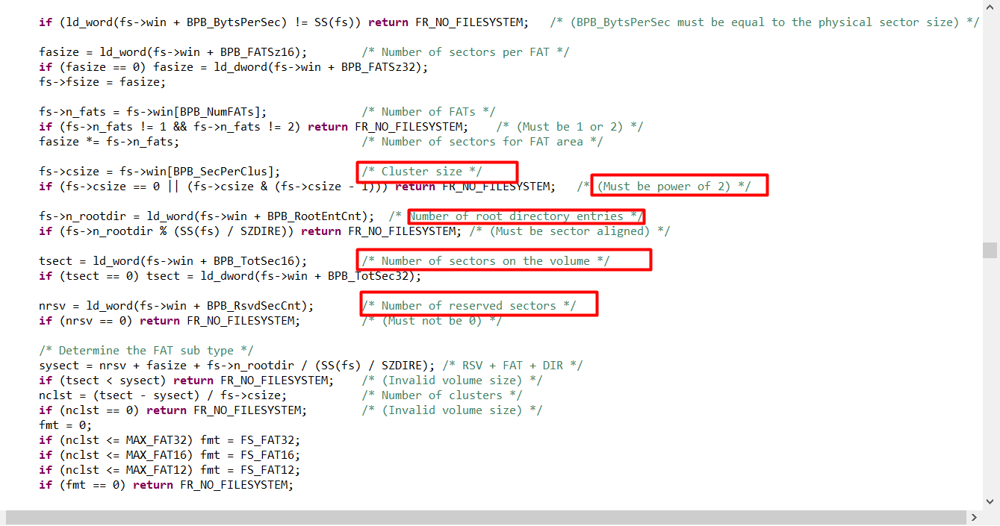 if (ld_word(fs->win + BPB_BytsPerSec) != SS(fs)) return FR_NO_FILESYSTEM;   /* (BPB_BytsPerSec must be equal to the physical sector size) */
fasize = ld_word(fs->win + BPB_FATSz16);        /* Number of sectors per FAT */
if (fasize == 0) fasize = ld_dword(fs->win + BPB_FATSz32);
fs->fsize = fasize;
fs->n_fats = fs->win[BPB_NumFATs];              /* Number of FATs */
if (fs->n_fats != 1 && fs->n_fats != 2) return FR_NO_FILESYSTEM;    /* (Must be 1 or 2) */
fasize *= fs->n_fats;                           /* Number of sectors for FAT area */
fs->csize = fs->win[BPB_SecPerClus];            /* Cluster size */
if (fs->csize == 0 || (fs->csize & (fs->csize - 1))) return FR_NO_FILESYSTEM;   /* (Must be power of 2) */
fs->n_rootdir = ld_word(fs->win + BPB_RootEntCnt);  /* Number of root directory entries */
if (fs->n_rootdir % (SS(fs) / SZDIRE)) return FR_NO_FILESYSTEM; /* (Must be sector aligned) */
tsect = ld_word(fs->win + BPB_TotSec16);        /* Number of sectors on the volume */
if (tsect == 0) tsect = ld_dword(fs->win + BPB_TotSec32);
nrsv = ld_word(fs->win + BPB_RsvdSecCnt);       /* Number of reserved sectors */
if (nrsv == 0) return FR_NO_FILESYSTEM;         /* (Must not be 0) */
/* Determine the FAT sub type */
sysect = nrsv + fasize + fs->n_rootdir / (SS(fs) / SZDIRE); /* RSV + FAT + DIR */
if (tsect < sysect) return FR_NO_FILESYSTEM;    /* (Invalid volume size) */
nclst = (tsect - sysect) / fs->csize;           /* Number of clusters */
if (nclst == 0) return FR_NO_FILESYSTEM;        /* (Invalid volume size) */
fmt = 0;
if (nclst <= MAX_FAT32) fmt = FS_FAT32;
if (nclst <= MAX_FAT16) fmt = FS_FAT16;
if (nclst <= MAX_FAT12) fmt = FS_FAT12;
if (fmt == 0) return FR_NO_FILESYSTEM;